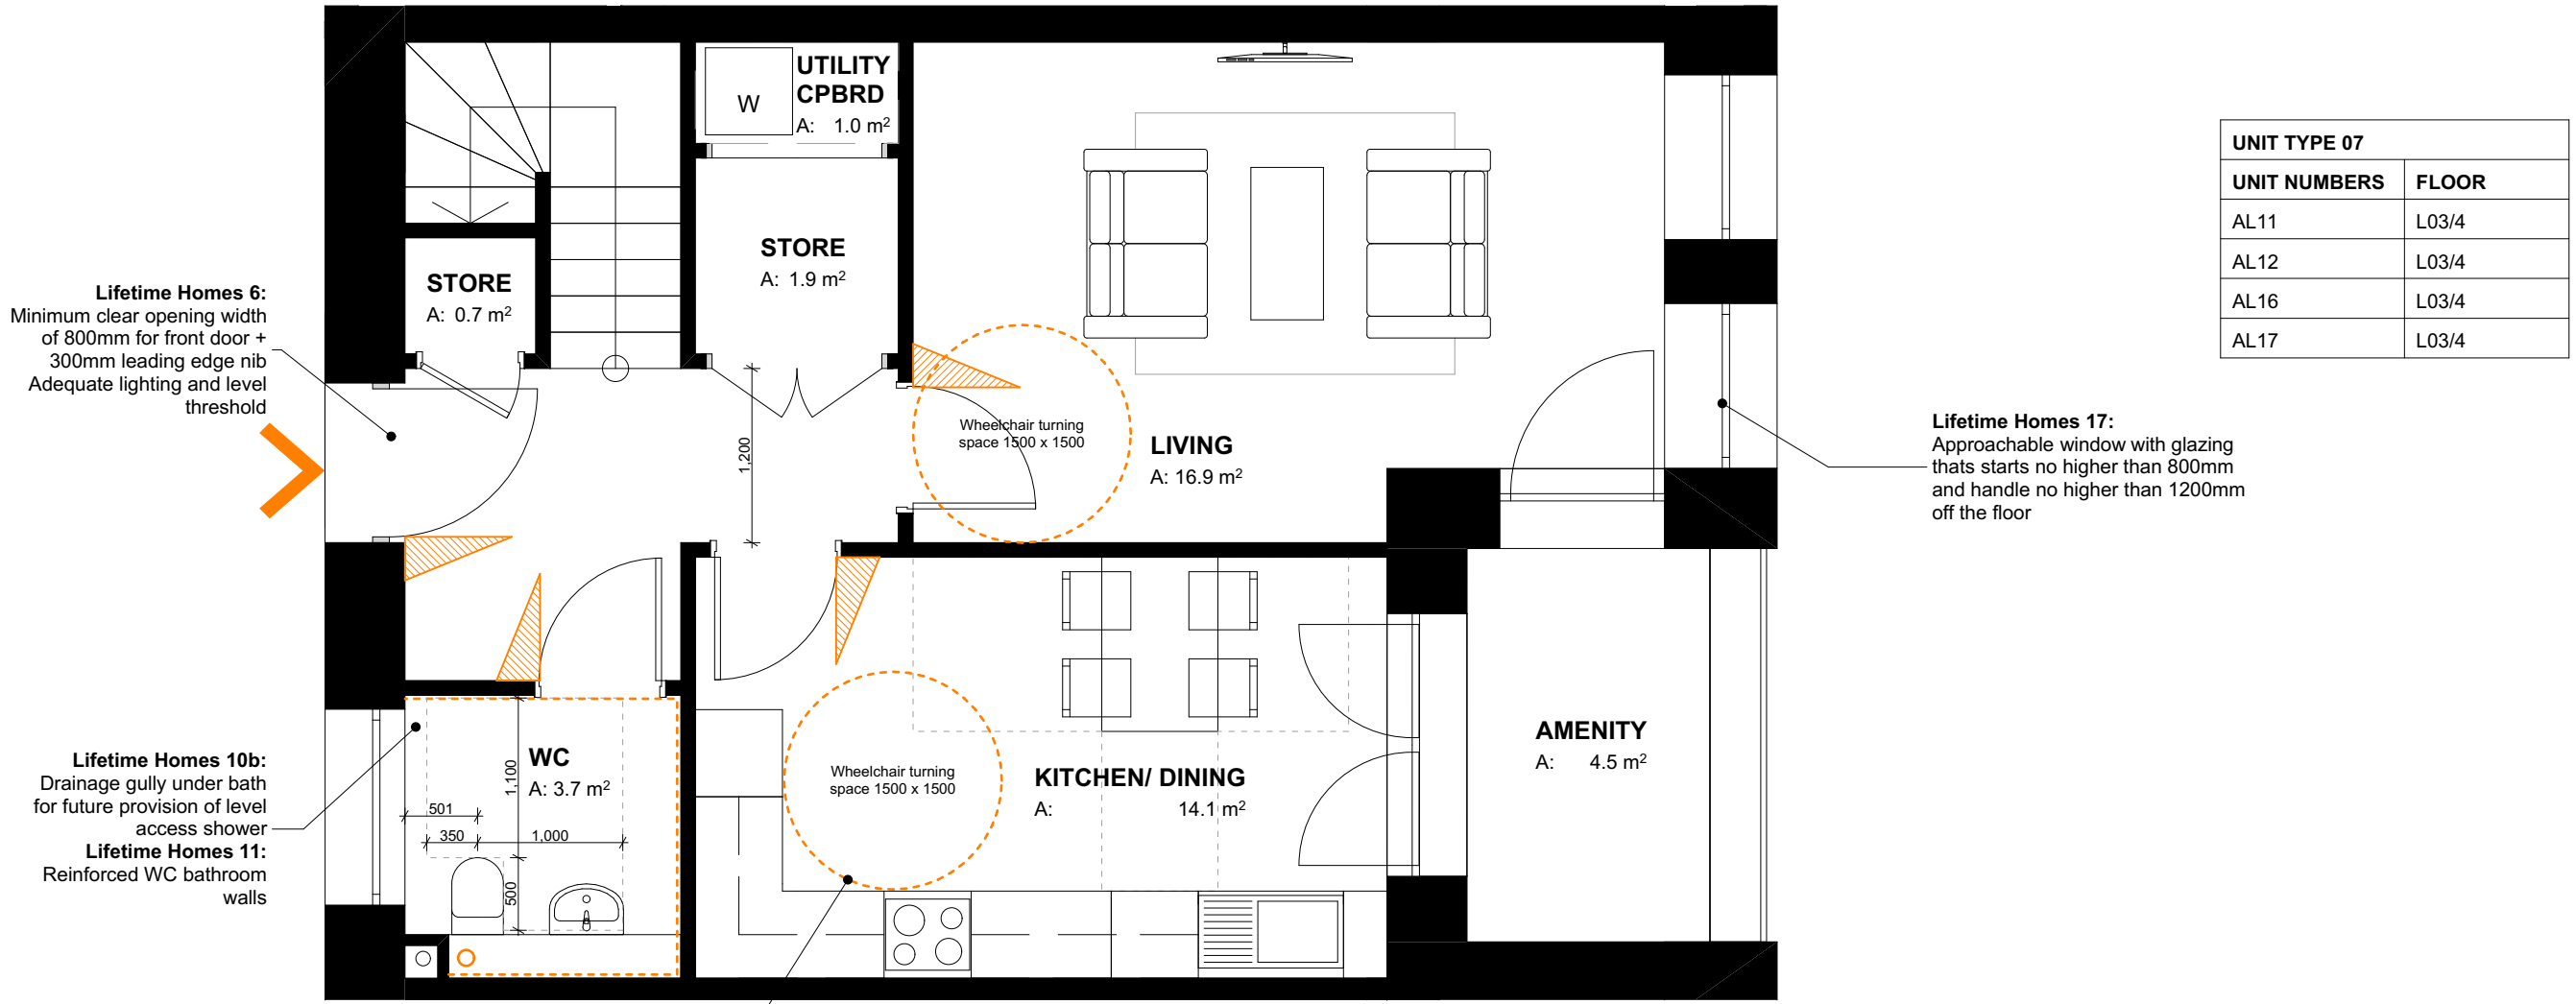 UTILITY
CPBRD
A: 1.0 m²
W
STORE
A: 1.9 m²
STORE
A: 0.7 m²
Lifetime Homes 6:
Minimum clear opening width
of 800mm for front door +
300mm leading edge nib
Adequate lighting and level
threshold
1,200
Wheelchair turning
space 1500 x 1500
LIVING
A: 16.9 m²
UNIT TYPE 07
UNIT NUMBERS FLOOR
AL11 L03/4
AL12 L03/4
AL16 L03/4
AL17 L03/4
Lifetime Homes 17:
Approachable window with glazing
thats starts no higher than 800mm
and handle no higher than 1200mm
off the floor
Lifetime Homes 10b:
Drainage gully under bath
for future provision of level
access shower
Lifetime Homes 11:
Reinforced WC bathroom
walls
WC
A: 3.7 m²
1,100
501
350
1,000
500
Wheelchair turning
space 1500 x 1500
KITCHEN/ DINING
A: 14.1 m²
AMENITY
A: 4.5 m²